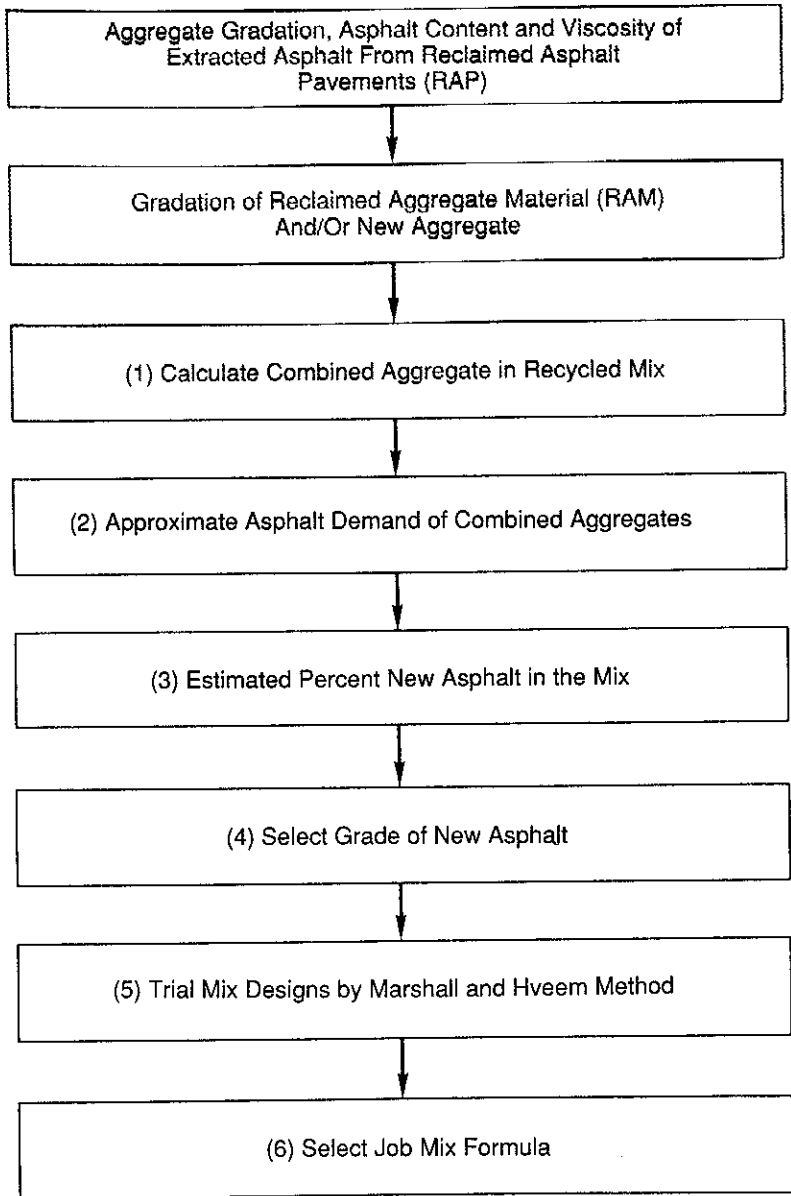 Aggregate Gradation, Asphalt Content and Viscosity of
Extracted Asphalt From Reclaimed Asphalt
Pavements (RAP)
Gradation of Reclaimed Aggregate Material (RAM)
And/Or New Aggregate
(1) Calculate Combined Aggregate in Recycled Mix
(2) Approximate Asphalt Demand of Combined Aggregates
(3) Estimated Percent New Asphalt in the Mix
(4) Select Grade of New Asphalt
(5) Trial Mix Designs by Marshall and Hveem Method
(6) Select Job Mix Formula